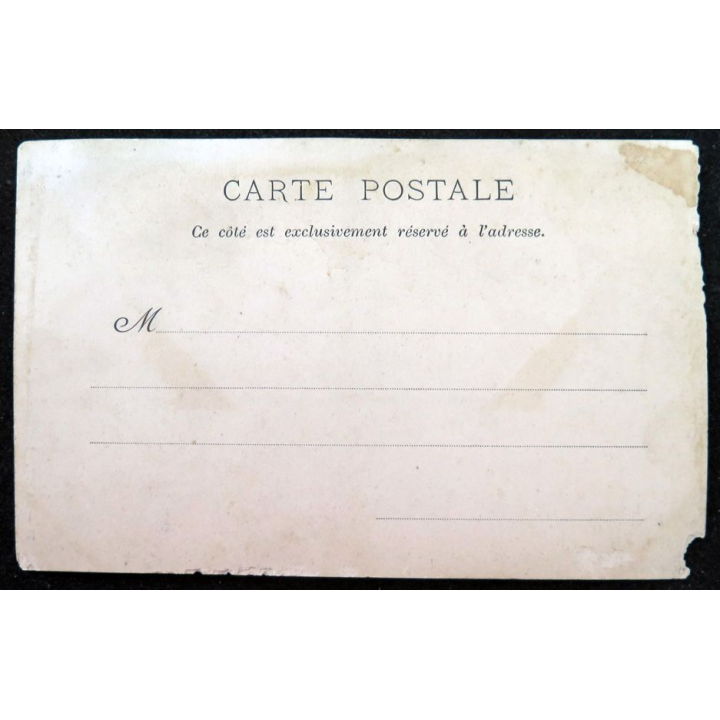 CARTE POSTALE
Ce côté est exclusivement réservé à l'adresse.
M